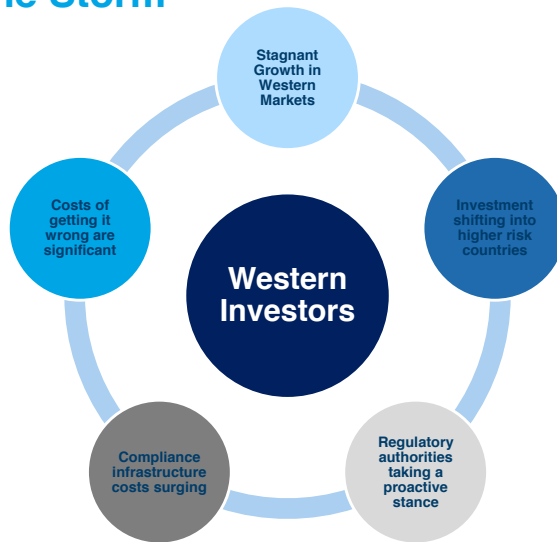 Storm
Stagnant
Growth in
Western
Markets
Investment
shifting into
higher risk
countries
Regulatory
authorities
taking a
proactive
stance
Compliance
infrastructure
costs surging
Costs of
getting it
wrong are
significant
Western
Investors